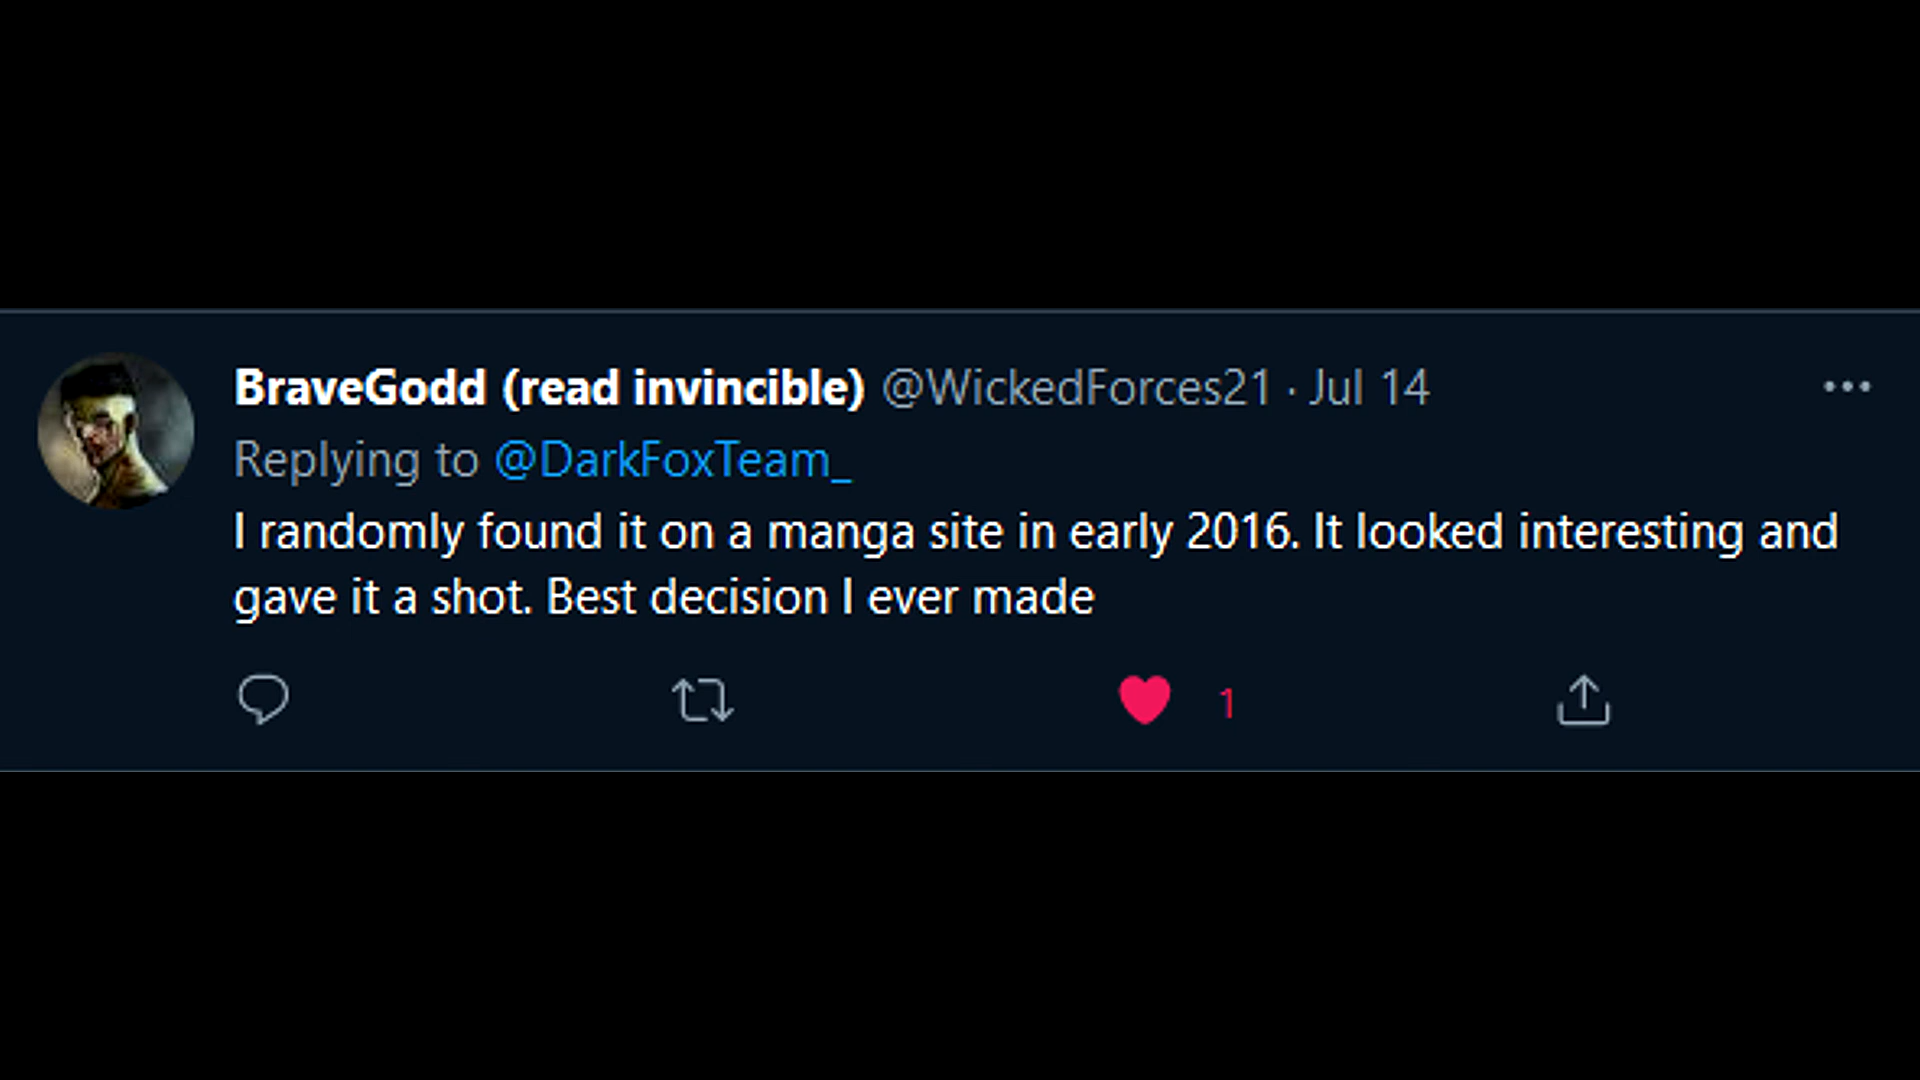 BraveGodd (read invincible) @WickedForces21 · Jul 14
Replying to @DarkFoxTeam_
I randomly found it on a manga site in early 2016. It looked interesting and
gave it a shot. Best decision I ever made
1